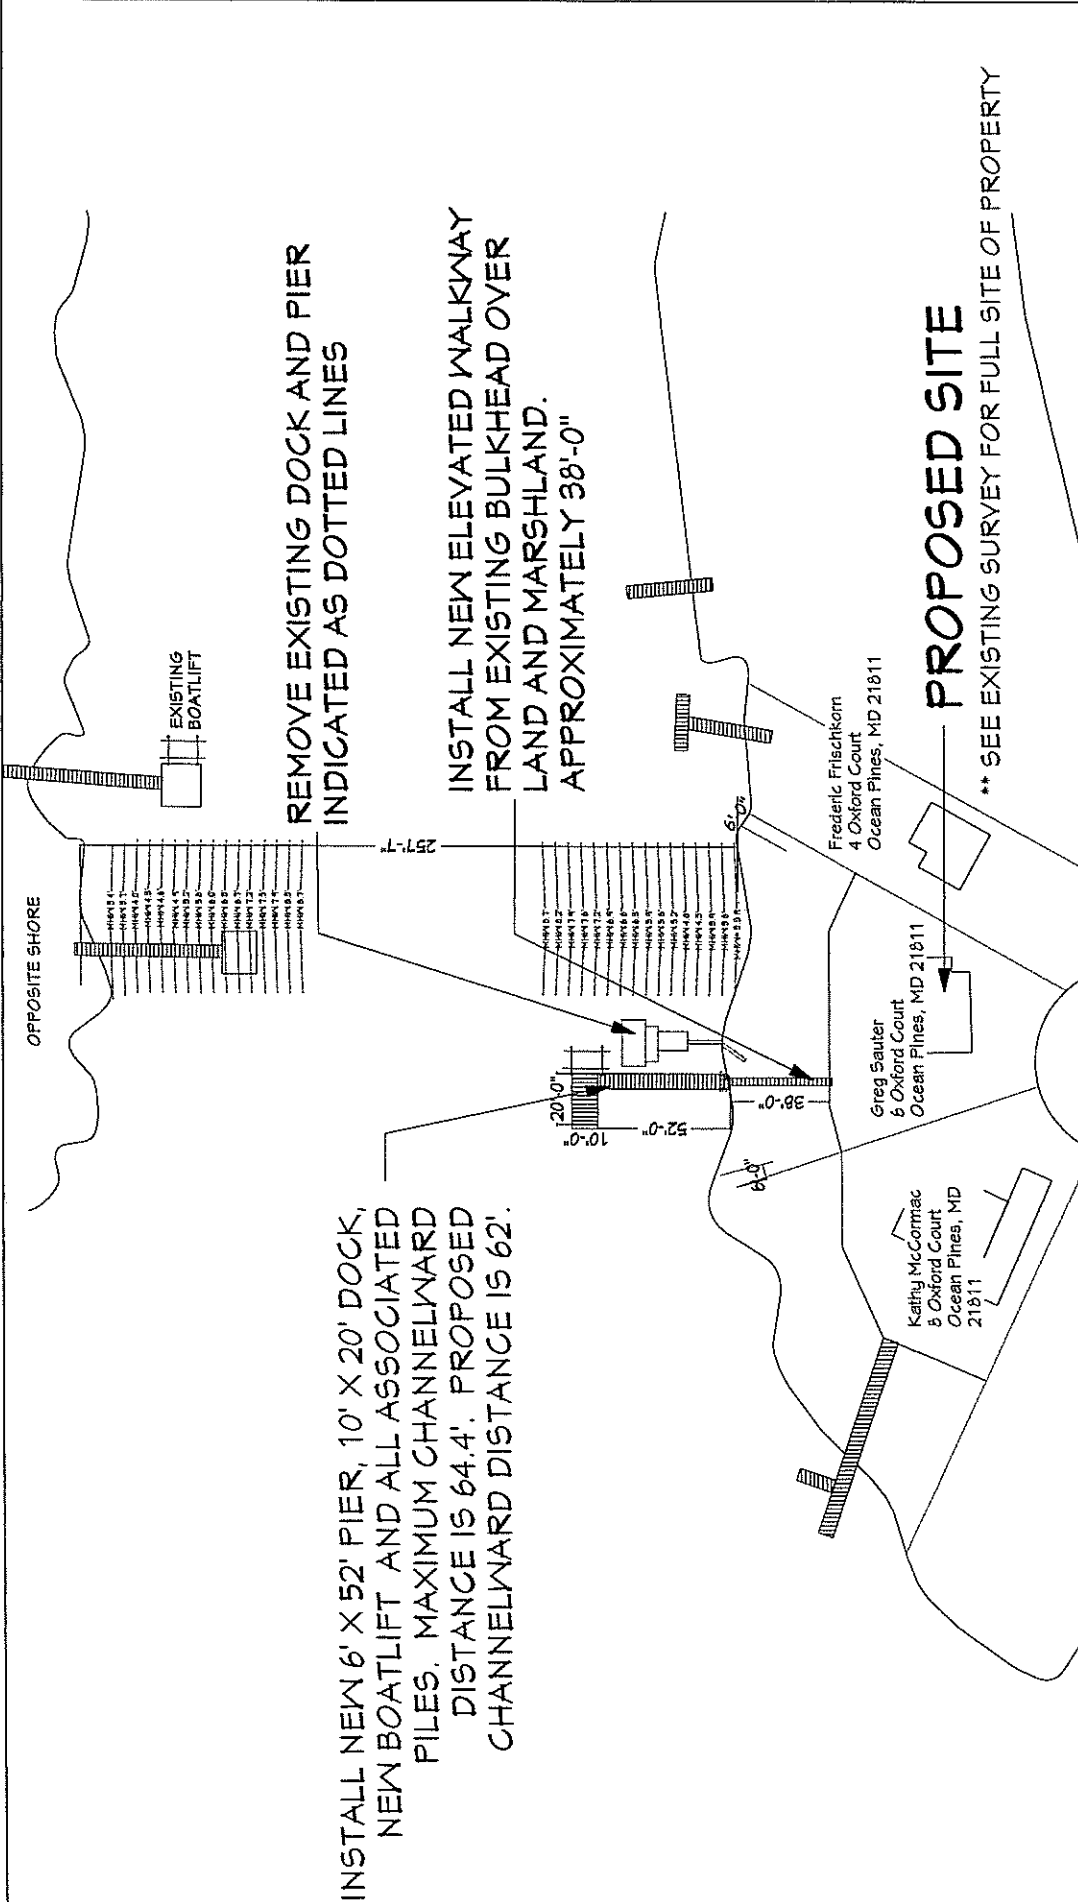 OPPOSITE SHORE
EXISTING
BOATLIFT
REMOVE EXISTING DOCK AND PIER
INDICATED AS DOTTED LINES
INSTALL NEW ELEVATED WALKWAY
FROM EXISTING BULKHEAD OVER
LAND AND MARSHLAND.
APPROXIMATELY 38'-0"
INSTALL NEW 6' X 52' PIER, 10' X 20' DOCK,
NEW BOATLIFT AND ALL ASSOCIATED
PILES. MAXIMUM CHANNELWARD
DISTANCE IS 64.4'. PROPOSED
CHANNELWARD DISTANCE IS 62'.
257'-7"
20'-0"
10'-0"
52'-0"
38'-0"
6'-0"
6'-0"
Frederic Frischkorn
4 Oxford Court
Ocean Pines, MD 21811
Greg Sauter
6 Oxford Court
Ocean Pines, MD 21811
Kathy McCormac
8 Oxford Court
Ocean Pines, MD
21811
PROPOSED SITE
** SEE EXISTING SURVEY FOR FULL SITE OF PROPERTY